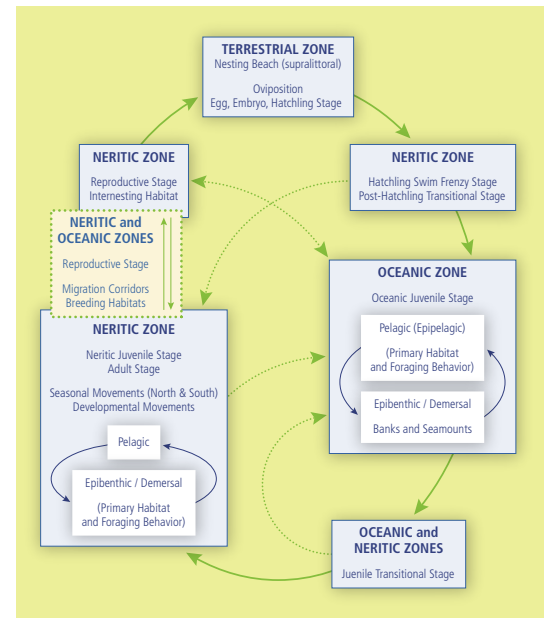 TERRESTRIAL ZONE
Nesting Beach (supralittoral)
Oviposition
Egg, Embryo, Hatchling Stage
NERITIC ZONE
Reproductive Stage
Internesting Habitat
NERITIC ZONE
Hatchling Swim Frenzy Stage
Post-Hatchling Transitional Stage
NERITIC and
OCEANIC ZONES
Reproductive Stage
Migration Corridors
Breeding Habitats
OCEANIC ZONE
Oceanic Juvenile Stage
Pelagic (Epipelagic)
(Primary Habitat
and Foraging Behavior)
Epibenthic / Demersal
Banks and Seamounts
NERITIC ZONE
Neritic Juvenile Stage
Adult Stage
Seasonal Movements (North & South)
Developmental Movements
Pelagic
Epibenthic / Demersal
(Primary Habitat
and Foraging Behavior)
OCEANIC and
NERITIC ZONES
Juenile Transitional Stage